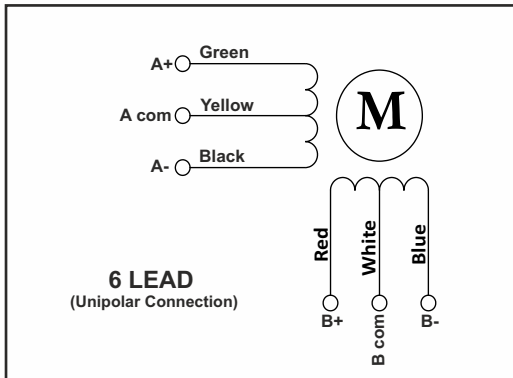 Green
A+
Yellow
A com
Black
A-
M
Red
White
Blue
6 LEAD
(Unipolar Connection)
B+
B com
B-